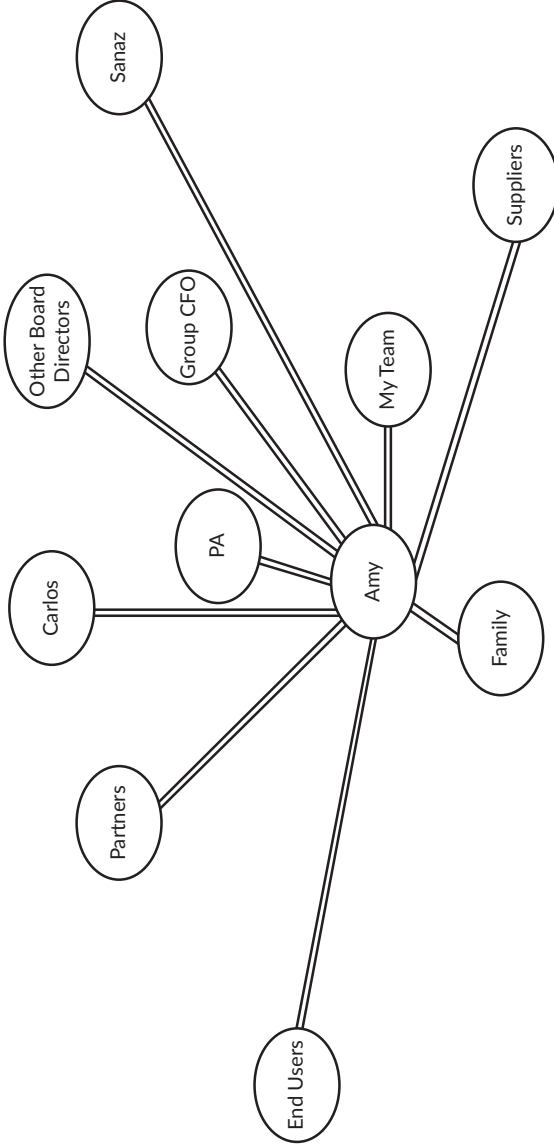 Other Board
Directors
Carlos
Partners
Sanaz
Group CFO
PA
End Users
Amy
My Team
Family
Suppliers